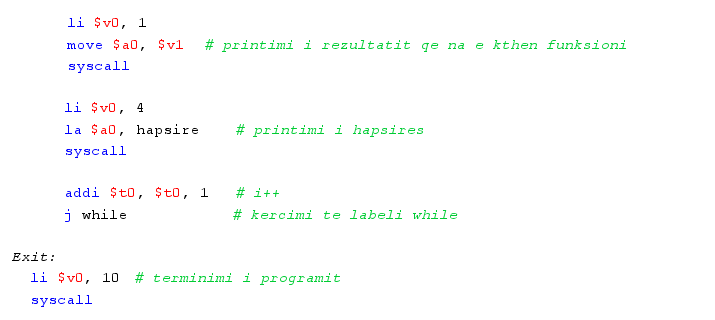 li $v0, 1
move $a0, $v1 # printimi i rezultatit qe na e kthen funksioni
syscall
li $v0, 4
la $a0, hapsire # printimi i hapsires
syscall
addi $t0, $t0, 1 # i++
j while # kercimi te labeli while
Exit:
li $v0, 10 # terminimi i programit
syscall